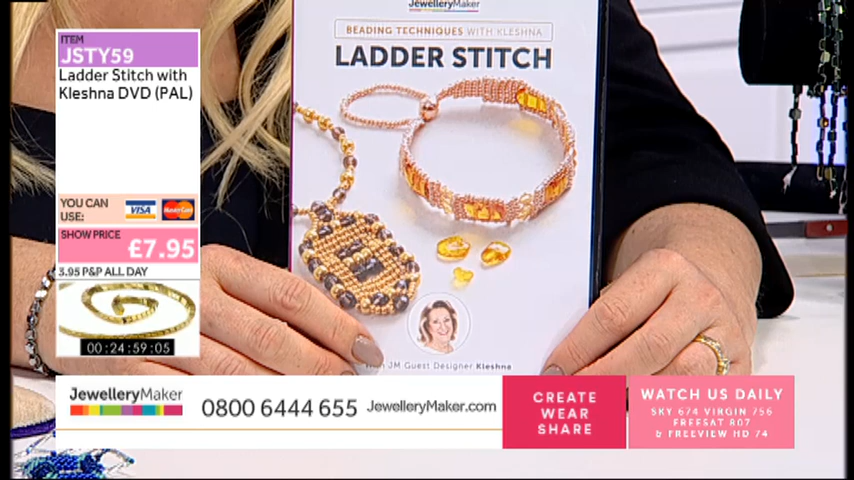 JewelleryMaker
BEADING TECHNIQUES WITH KLESHNA
LADDER STITCH
JM Guest Designer Kleshna
ITEM
JSTY59
Ladder Stitch with
Kleshna DVD (PAL)
YOU CAN
USE:
VISA
MasterCard
SHOW PRICE
£7.95
3.95 P&P ALL DAY
00:24:59:05
JewelleryMaker
0800 6444 655
JewelleryMaker.com
CREATE
WEAR
SHARE
WATCH US DAILY
SKY 674 VIRGIN 756
FREESAT 807
& FREEVIEW HD 74